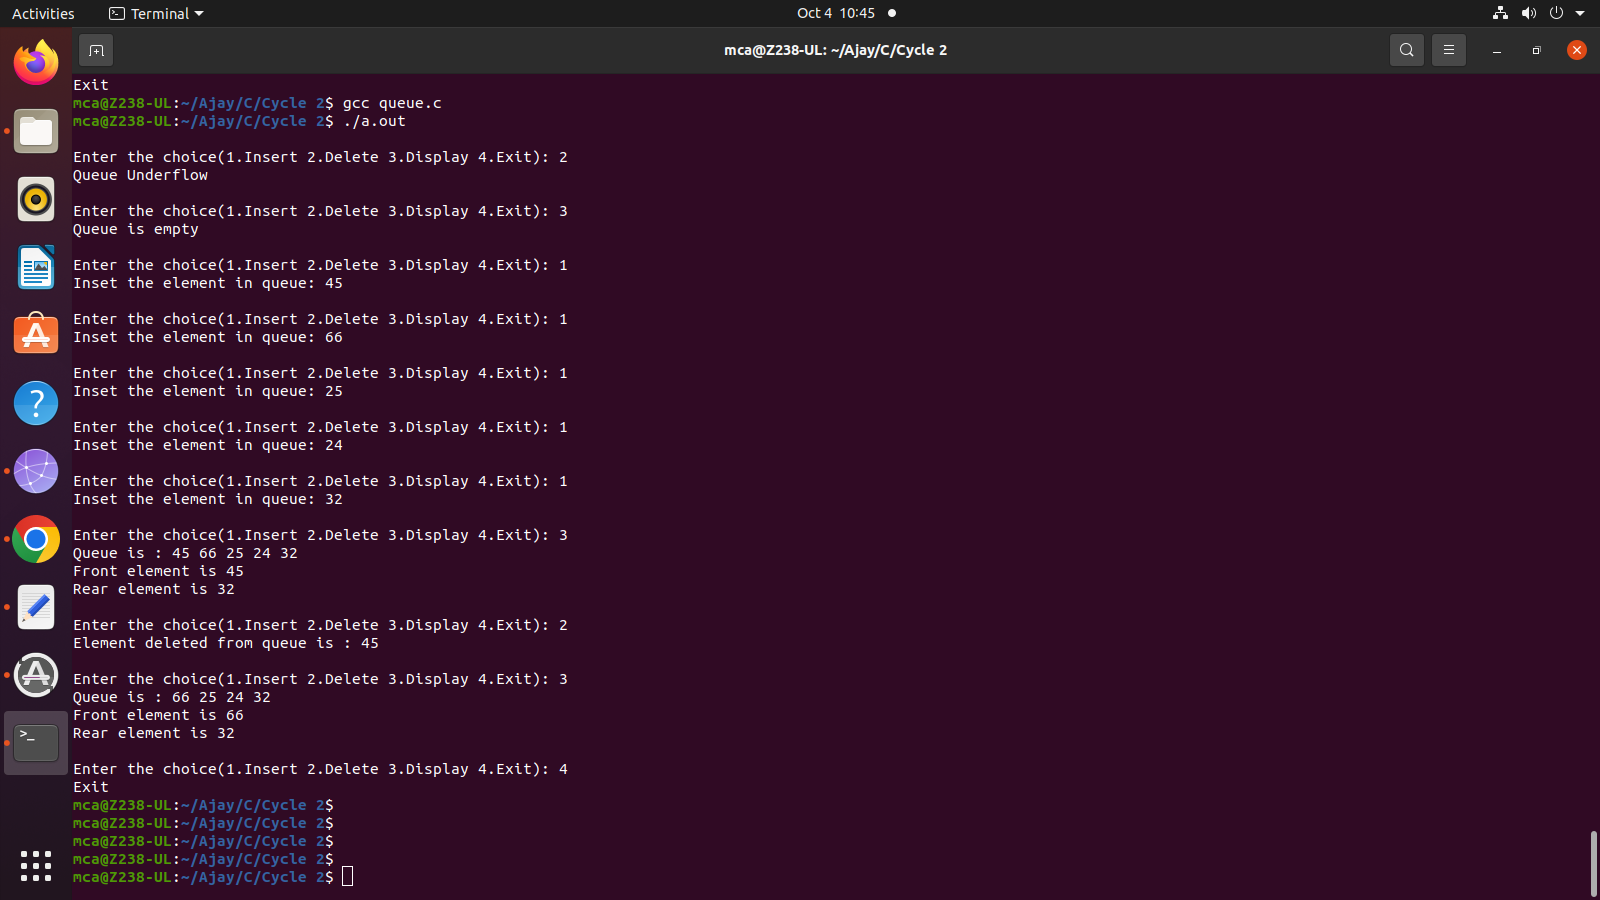 Activities
Terminal
Oct 4 10:45
mca@Z238-UL: ~/Ajay/C/Cycle 2
Exit
mca@Z238-UL:~/Ajay/C/Cycle 2$ gcc queue.c
mca@Z238-UL:~/Ajay/C/Cycle 2$ ./a.out
Enter the choice(1.Insert 2.Delete 3.Display 4.Exit): 2
Queue Underflow
Enter the choice(1.Insert 2.Delete 3.Display 4.Exit): 3
Queue is empty
Enter the choice(1.Insert 2.Delete 3.Display 4.Exit): 1
Inset the element in queue: 45
Enter the choice(1.Insert 2.Delete 3.Display 4.Exit): 1
Inset the element in queue: 66
Enter the choice(1.Insert 2.Delete 3.Display 4.Exit): 1
Inset the element in queue: 25
Enter the choice(1.Insert 2.Delete 3.Display 4.Exit): 1
Inset the element in queue: 24
Enter the choice(1.Insert 2.Delete 3.Display 4.Exit): 1
Inset the element in queue: 32
Enter the choice(1.Insert 2.Delete 3.Display 4.Exit): 3
Queue is : 45 66 25 24 32
Front element is 45
Rear element is 32
Enter the choice(1.Insert 2.Delete 3.Display 4.Exit): 2
Element deleted from queue is : 45
Enter the choice(1.Insert 2.Delete 3.Display 4.Exit): 3
Queue is : 66 25 24 32
Front element is 66
Rear element is 32
Enter the choice(1.Insert 2.Delete 3.Display 4.Exit): 4
Exit
mca@Z238-UL:~/Ajay/C/Cycle 2$
mca@Z238-UL:~/Ajay/C/Cycle 2$
mca@Z238-UL:~/Ajay/C/Cycle 2$
mca@Z238-UL:~/Ajay/C/Cycle 2$
mca@Z238-UL:~/Ajay/C/Cycle 2$